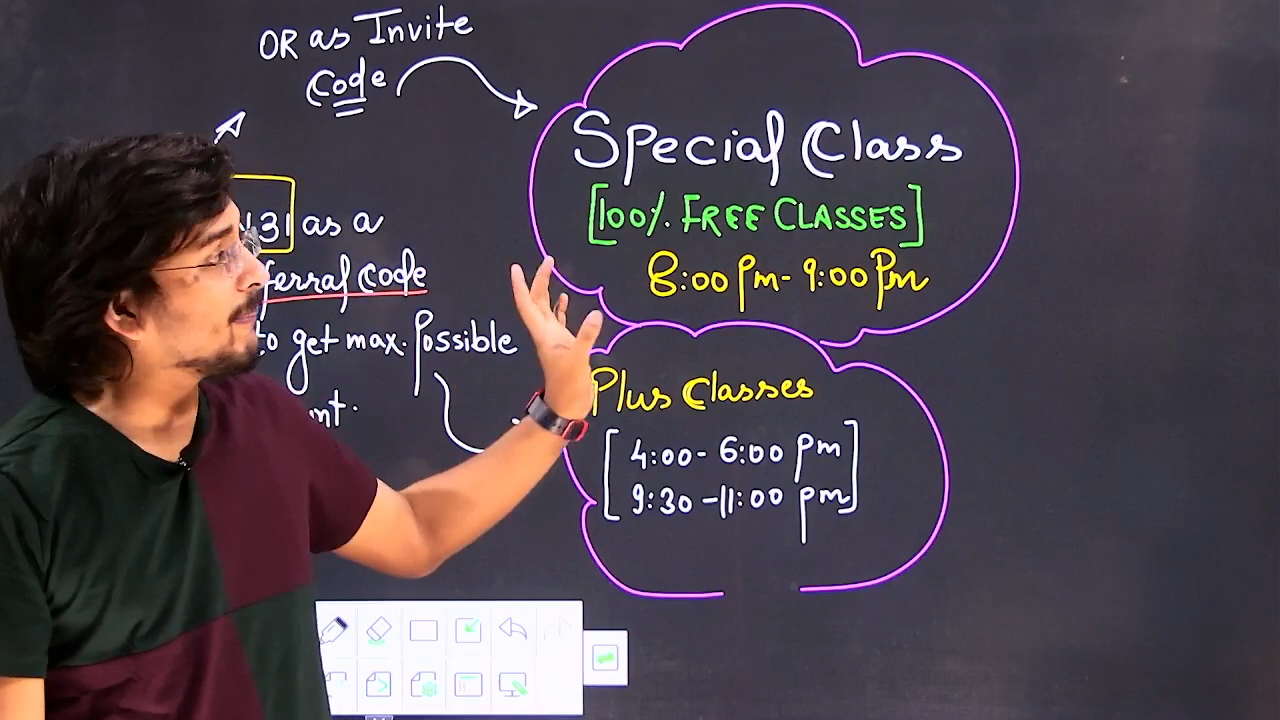 OR as Invite
Code
as a
ferral code
to get max. Possible
Special Class
[100% FREE CLASSES]
8:00 Pm - 9:00 Pm
Plus Classes
[4:00 - 6:00 pm
9:30 - 11:00 pm]